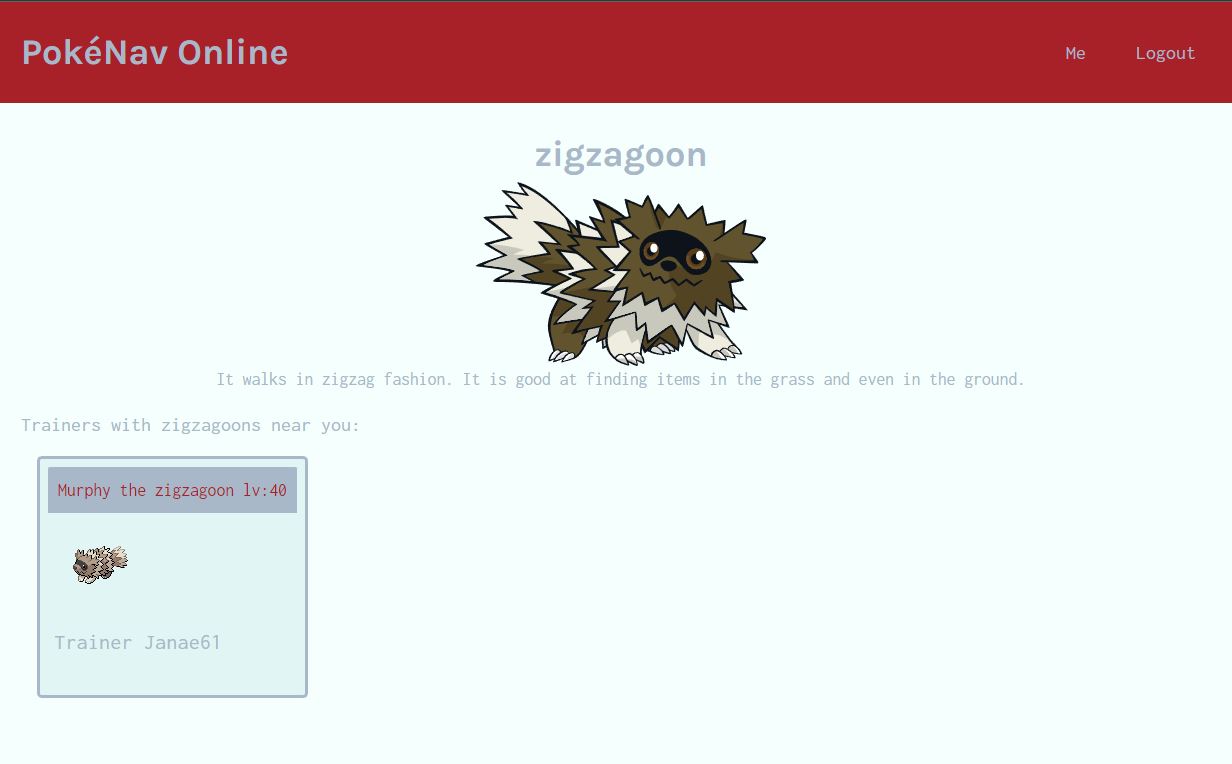 PokéNav Online
Me
Logout
zigzagoon
It walks in zigzag fashion. It is good at finding items in the grass and even in the ground.
Trainers with zigzagoons near you:
Murphy the zigzagoon lv:40
Trainer Janae61